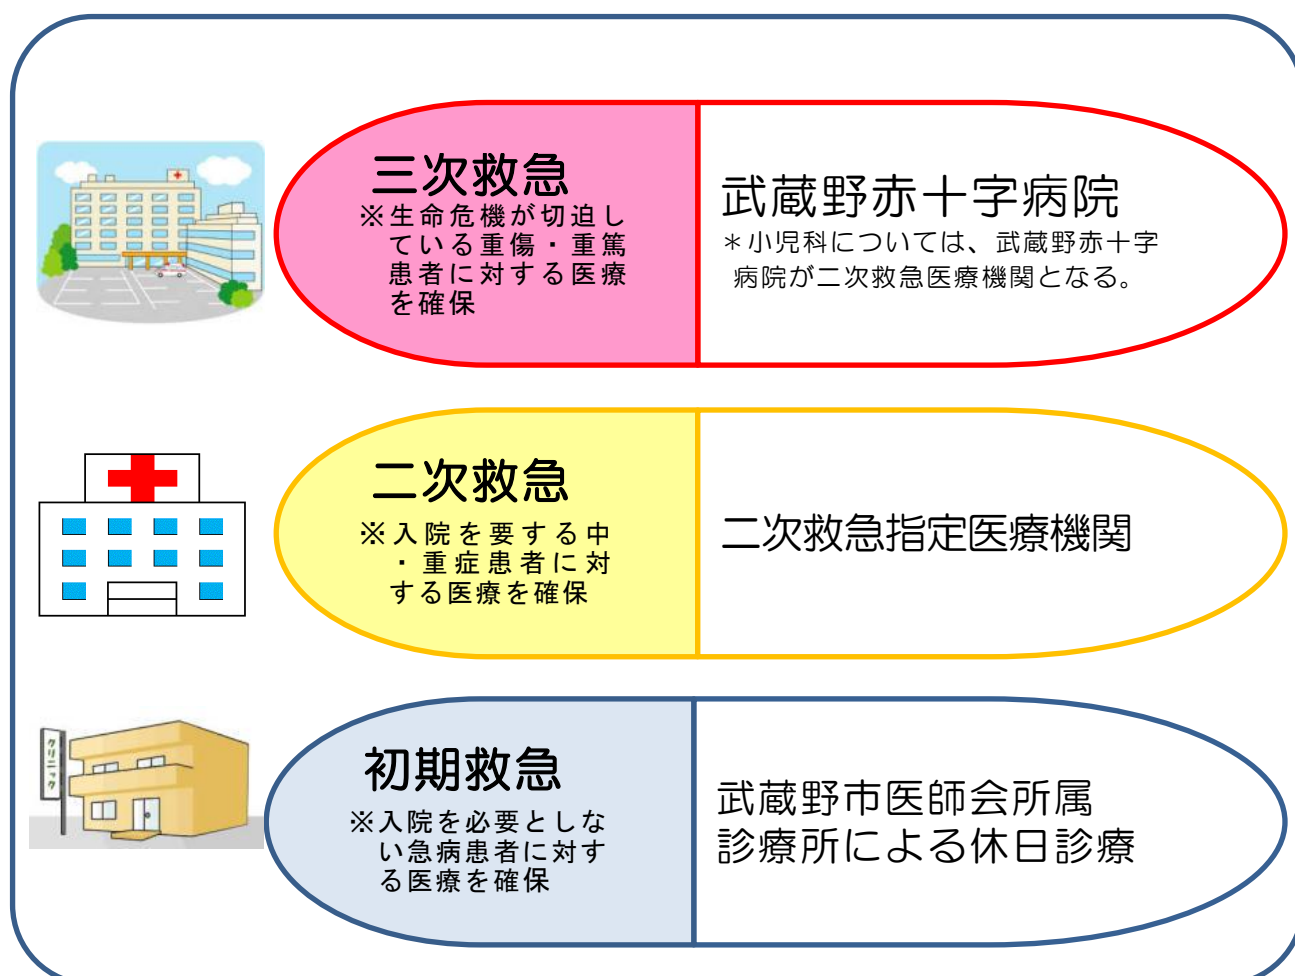 三次救急
※生命危機が切迫し
ている重傷・重篤
患者に対する医療
を確保
武蔵野赤十字病院
＊小児科については、武蔵野赤十字
病院が二次救急医療機関となる。
二次救急
※入院を要する中
・重症患者に対
する医療を確保
二次救急指定医療機関
クリニック
初期救急
※入院を必要としな
い急病患者に対す
る医療を確保
武蔵野市医師会所属
診療所による休日診療